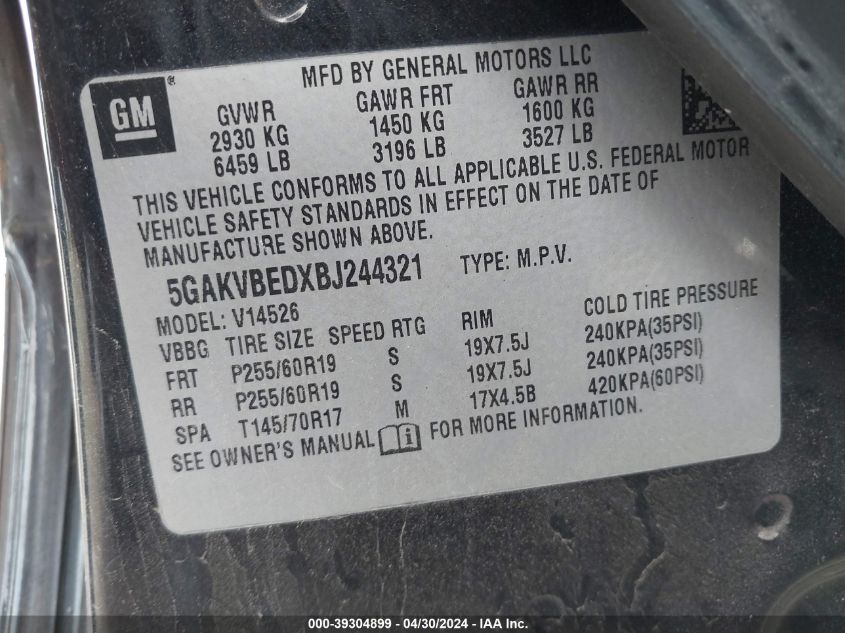 MFD BY GENERAL MOTORS LLC
GM®
GVWR GAWR FRT GAWR RR
2930 KG 1450 KG 1600 KG
6459 LB 3196 LB 3527 LB
THIS VEHICLE CONFORMS TO ALL APPLICABLE U.S. FEDERAL MOTOR
VEHICLE SAFETY STANDARDS IN EFFECT ON THE DATE OF
MANUFACTURE SHOWN ABOVE.
5GAKVBEDXBJ244321 TYPE: M.P.V.
MODEL: V14526
VBBG TIRE SIZE SPEED RTG RIM COLD TIRE PRESSURE
FRT P255/60R19 S 19X7.5J 240KPA(35PSI)
RR P255/60R19 S 19X7.5J 240KPA(35PSI)
SPA T145/70R17 M 17X4.5B 420KPA(60PSI)
SEE OWNER'S MANUAL i FOR MORE INFORMATION.
000-39304899 - 04/30/2024 - IAA Inc.